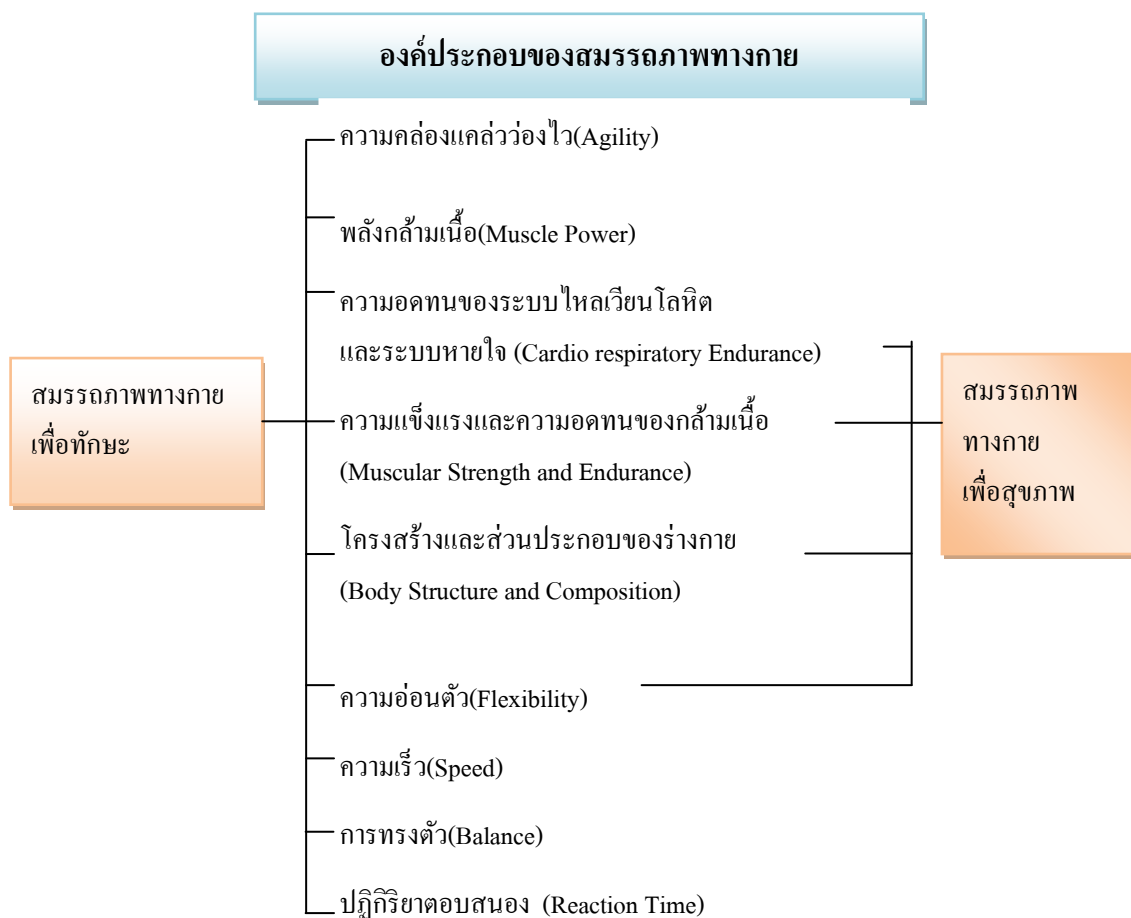 องค์ประกอบของสมรรถภาพทางกาย
ความคล่องแคล่วว่องไว(Agility)
พลังกล้ามเนื้อ(Muscle Power)
ความอดทนของระบบไหลเวียนโลหิต
และระบบหายใจ (Cardio respiratory Endurance)
สมรรถภาพทางกาย
เพื่อทักษะ
ความแข็งแรงและความอดทนของกล้ามเนื้อ
(Muscular Strength and Endurance)
สมรรถภาพ
ทางกาย
เพื่อสุขภาพ
โครงสร้างและส่วนประกอบของร่างกาย
(Body Structure and Composition)
ความอ่อนตัว(Flexibility)
ความเร็ว(Speed)
การทรงตัว(Balance)
ปฏิกิริยาตอบสนอง (Reaction Time)